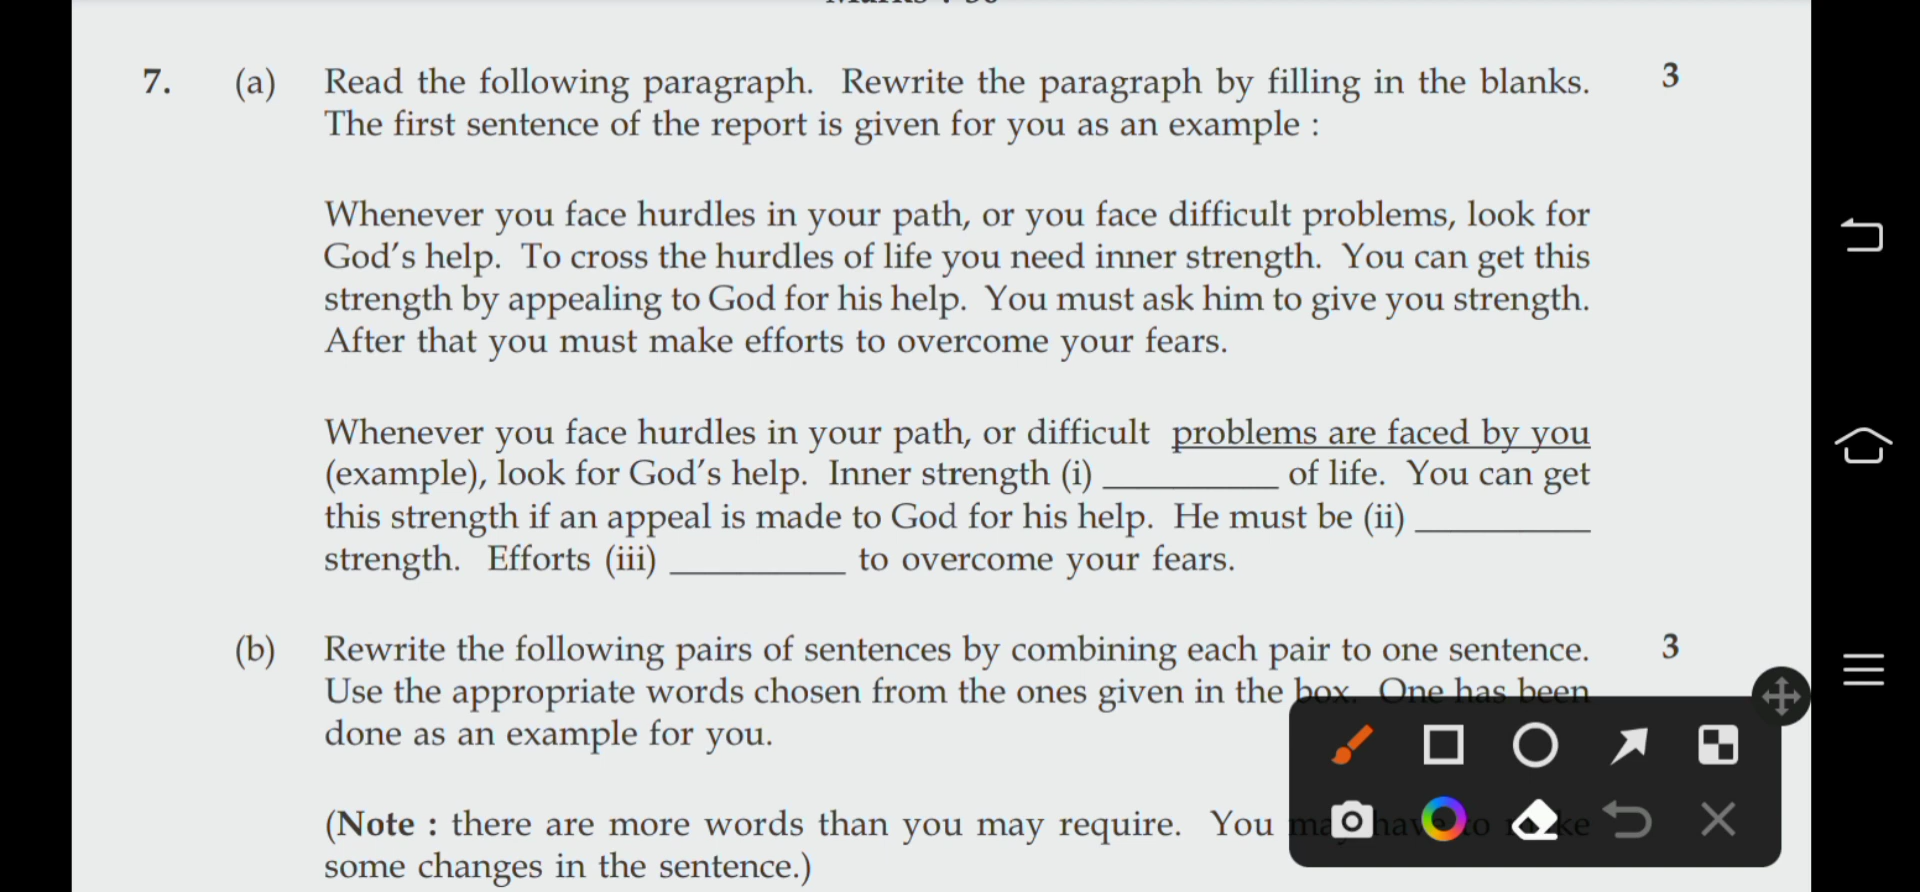 7. (a) Read the following paragraph. Rewrite the paragraph by filling in the blanks. 3
The first sentence of the report is given for you as an example :
Whenever you face hurdles in your path, or you face difficult problems, look for
God's help. To cross the hurdles of life you need inner strength. You can get this
strength by appealing to God for his help. You must ask him to give you strength.
After that you must make efforts to overcome your fears.
Whenever you face hurdles in your path, or difficult problems are faced by you
(example), look for God's help. Inner strength (i) __________ of life. You can get
this strength if an appeal is made to God for his help. He must be (ii) __________
strength. Efforts (iii) __________ to overcome your fears.
(b) Rewrite the following pairs of sentences by combining each pair to one sentence. 3
Use the appropriate words chosen from the ones given in the box. One has been
done as an example for you.
(Note : there are more words than you may require. You
some changes in the sentence.)